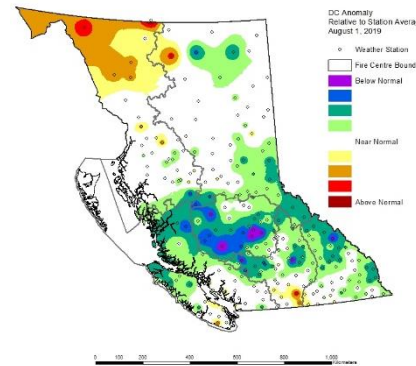 DC Anomaly
Relative to Station Avera
August 1, 2019
Weather Station
Fire Centre Bound
Below Normal
Near Normal
Above Normal
0 100 200 400 600 800 1,000
Kilometers